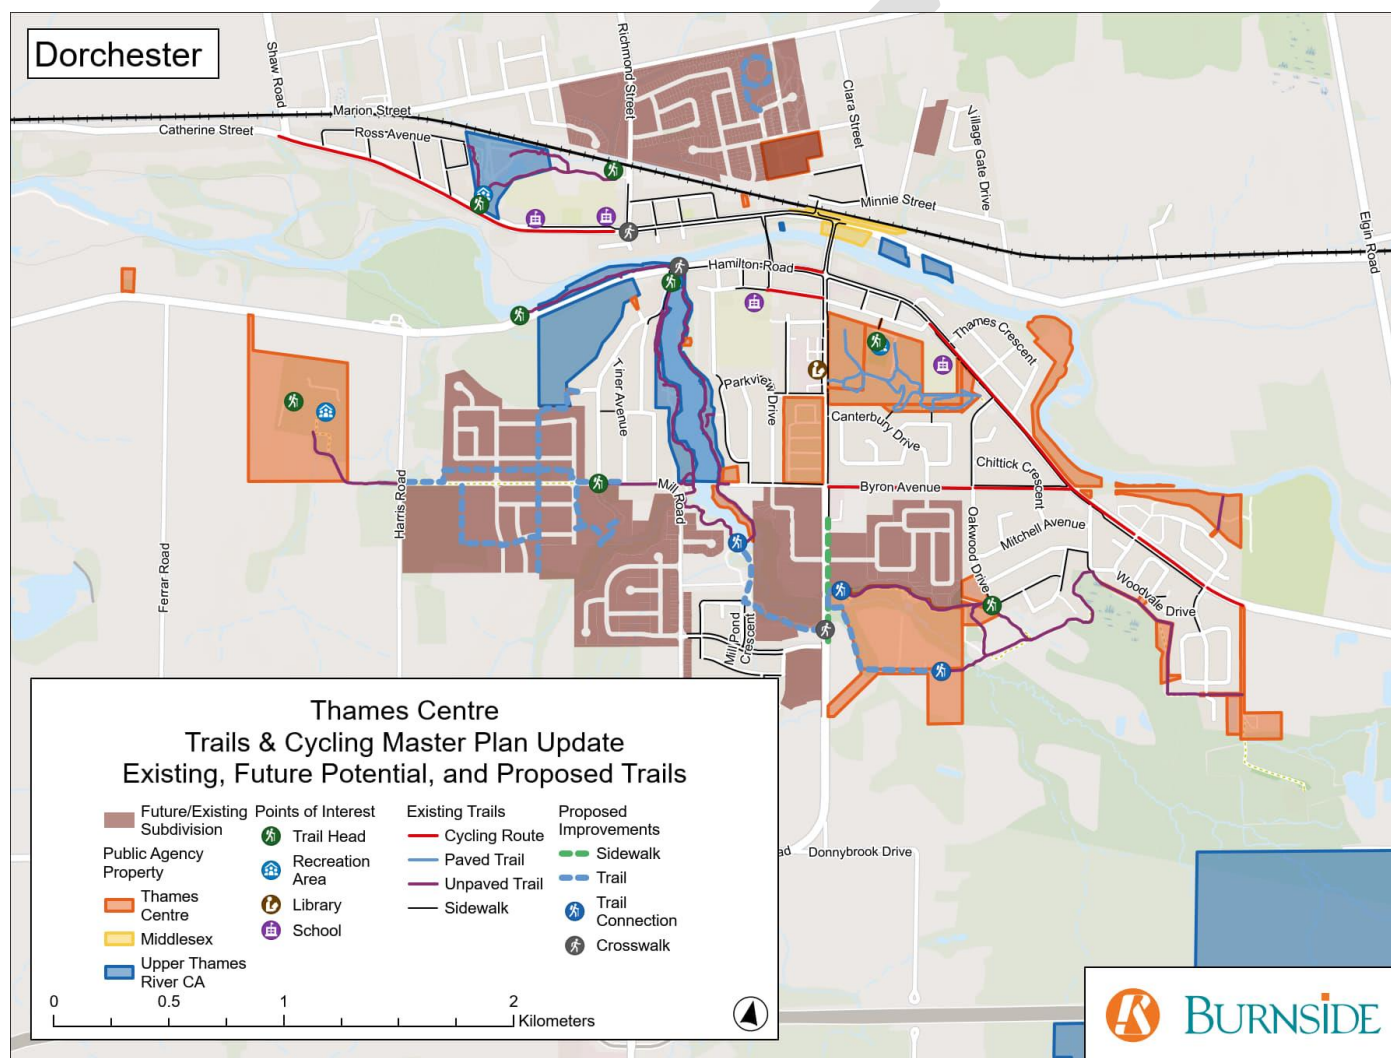 Dorchester
Shaw Road
Richmond Street
Clara Street
Village Gate Drive
Elgin Road
Marion Street
Catherine Street
Ross Avenue
Minnie Street
Hamilton Road
Thames Crescent
Tiner Avenue
Parkview Drive
Canterbury Drive
Chittick Crescent
Byron Avenue
Mill Road
Harris Road
Ferrar Road
Oakwood Drive
Mitchell Avenue
Woodvale Drive
Mill Pond
Crescent
ad
Donnybrook Drive
Thames Centre
Trails & Cycling Master Plan Update
Existing, Future Potential, and Proposed Trails
Future/Existing
Subdivision
Public Agency
Property
Thames
Centre
Middlesex
Upper Thames
River CA
Points of Interest
Trail Head
Recreation
Area
Library
School
Existing Trails
Cycling Route
Paved Trail
Unpaved Trail
Sidewalk
Proposed
Improvements
Sidewalk
Trail
Trail
Connection
Crosswalk
0 0.5 1 2
Kilometers
BURNSIDE